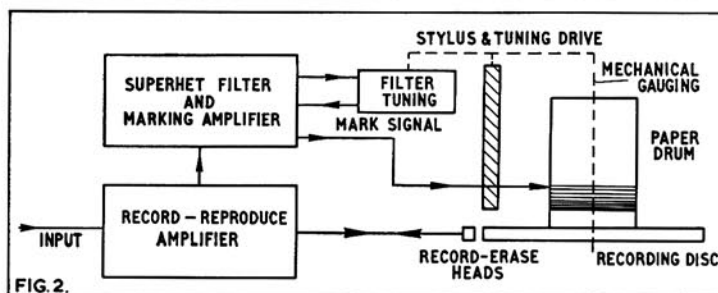 STYLUS & TUNING DRIVE
SUPERHET FILTER
AND
MARKING AMPLIFIER
FILTER
TUNING
MECHANICAL
GAUGING
MARK SIGNAL
PAPER
DRUM
RECORD–REPRODUCE
AMPLIFIER
INPUT
RECORD–ERASE
HEADS
RECORDING DISC
FIG.2.